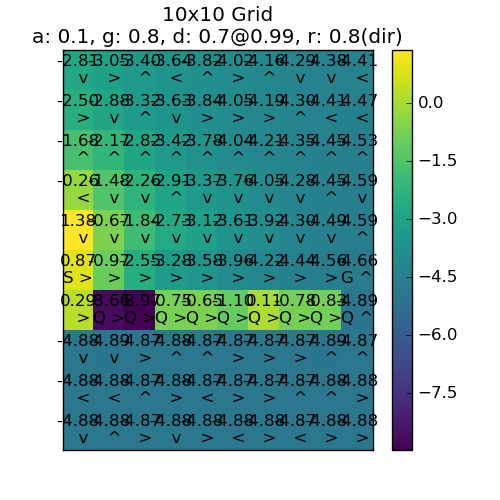 10x10 Grid
a: 0.1, g: 0.8, d: 0.7@0.99, r: 0.8(dir)
-2.81 -3.05 -3.40 -3.64 -3.82 -4.02 -4.16 -4.29 -4.38 -4.41
v > ^ < ^ > ^ v v <
-2.50 -2.88 -3.32 -3.63 -3.84 -4.05 -4.19 -4.30 -4.41 -4.47
> v ^ v > > > ^ < <
-1.68 -2.17 -2.82 -3.42 -3.78 -4.04 -4.21 -4.35 -4.45 -4.53
^ ^ ^ ^ ^ ^ ^ ^ ^ ^
-0.26 -1.48 -2.26 -2.91 -3.37 -3.76 -4.05 -4.28 -4.45 -4.59
< v v ^ v v v v ^ v
1.38 -0.67 -1.84 -2.73 -3.12 -3.61 -3.92 -4.30 -4.49 -4.59
v v v v v v v v v ^
0.87 -0.97 -2.55 -3.28 -3.58 -3.96 -4.22 -4.44 -4.56 -4.66
S > > > > > > > > > G ^
0.29 -8.66 -8.97 -0.75 -0.65 -1.10 -0.11 -0.78 -0.83 -4.89
> Q > Q > Q > Q > Q > Q > Q > Q > Q ^
-4.88 -4.89 -4.87 -4.88 -4.87 -4.87 -4.87 -4.87 -4.89 -4.87
v v > ^ ^ > > > ^ >
-4.88 -4.88 -4.87 -4.88 -4.87 -4.87 -4.87 -4.87 -4.88 -4.88
< < ^ < > > > ^ ^ >
-4.88 -4.88 -4.87 -4.88 -4.88 -4.88 -4.87 -4.88 -4.88 -4.88
v ^ > v > < > < > >
0.0
−1.5
−3.0
−4.5
−6.0
−7.5